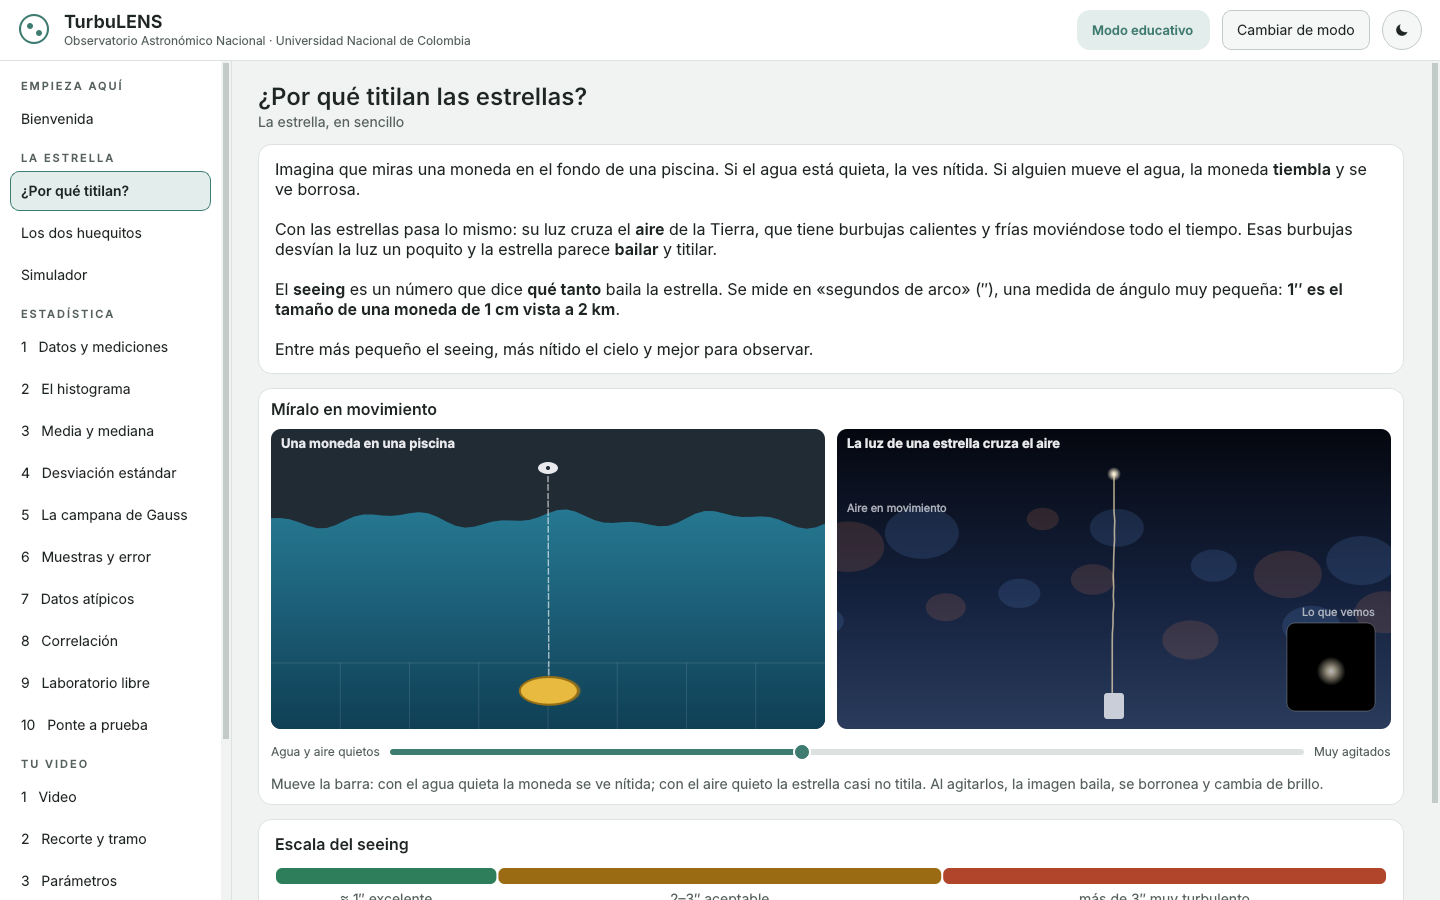 TurbuLENS
Observatorio Astronómico Nacional · Universidad Nacional de Colombia
Modo educativo
Cambiar de modo
EMPIEZA AQUÍ
Bienvenida
LA ESTRELLA
¿Por qué titilan?
Los dos huequitos
Simulador
ESTADÍSTICA
1 Datos y mediciones
2 El histograma
3 Media y mediana
4 Desviación estándar
5 La campana de Gauss
6 Muestras y error
7 Datos atípicos
8 Correlación
9 Laboratorio libre
10 Ponte a prueba
TU VIDEO
1 Video
2 Recorte y tramo
3 Parámetros
¿Por qué titilan las estrellas?
La estrella, en sencillo
Imagina que miras una moneda en el fondo de una piscina. Si el agua está quieta, la ves nítida. Si alguien mueve el agua, la moneda tiembla y se
ve borrosa.
Con las estrellas pasa lo mismo: su luz cruza el aire de la Tierra, que tiene burbujas calientes y frías moviéndose todo el tiempo. Esas burbujas
desvían la luz un poquito y la estrella parece bailar y titilar.
El seeing es un número que dice qué tanto baila la estrella. Se mide en «segundos de arco» (″), una medida de ángulo muy pequeña: 1″ es el
tamaño de una moneda de 1 cm vista a 2 km.
Entre más pequeño el seeing, más nítido el cielo y mejor para observar.
Míralo en movimiento
Una moneda en una piscina
La luz de una estrella cruza el aire
Aire en movimiento
Lo que vemos
Agua y aire quietos
Muy agitados
Mueve la barra: con el agua quieta la moneda se ve nítida; con el aire quieto la estrella casi no titila. Al agitarlos, la imagen baila, se borronea y cambia de brillo.
Escala del seeing
≈ 1″ excelente
2–3″ aceptable
más de 3″ muy turbulento